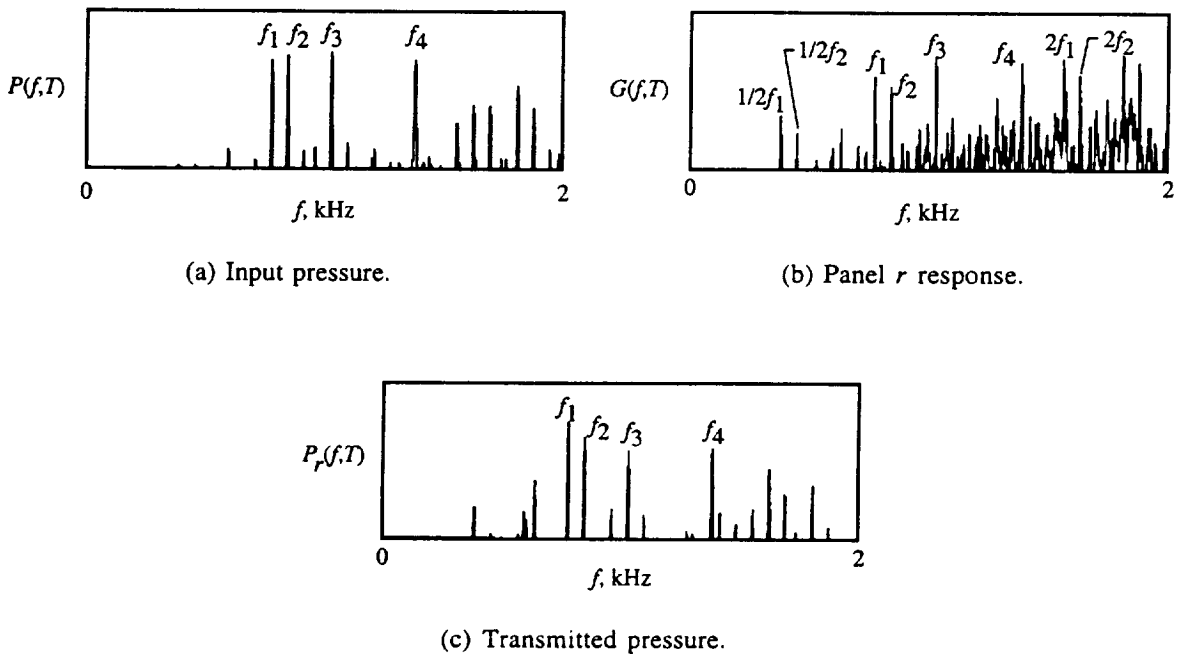 f1 f2 f3 f4
P(f,T)
0 2
f, kHz
(a) Input pressure.
1/2f1 1/2f2 f1 f2 f3 f4 2f1 2f2
G(f,T)
0 2
f, kHz
(b) Panel r response.
f1 f2 f3 f4
Pr(f,T)
0 2
f, kHz
(c) Transmitted pressure.